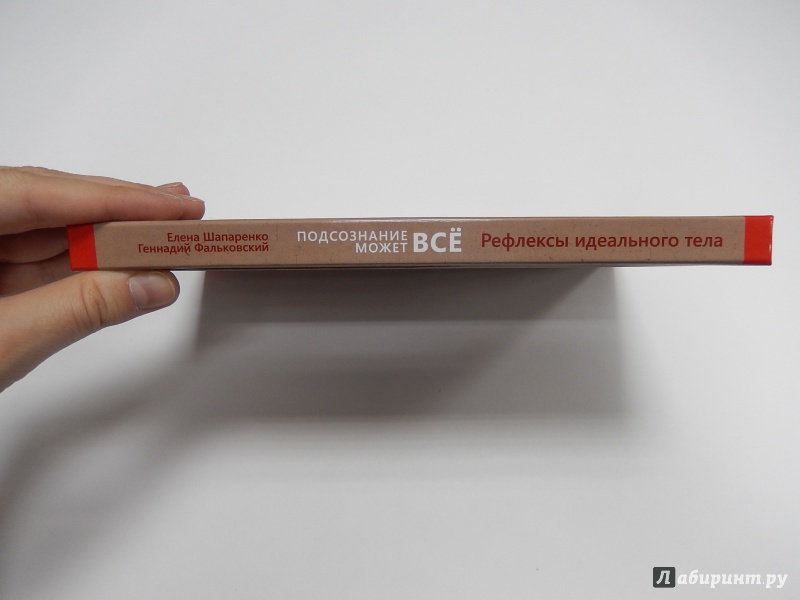 Елена Шапаренко
Геннадий Фальковский
ПОДСОЗНАНИЕ
МОЖЕТ
ВСЁ
Рефлексы идеального тела
Лабиринт.ру